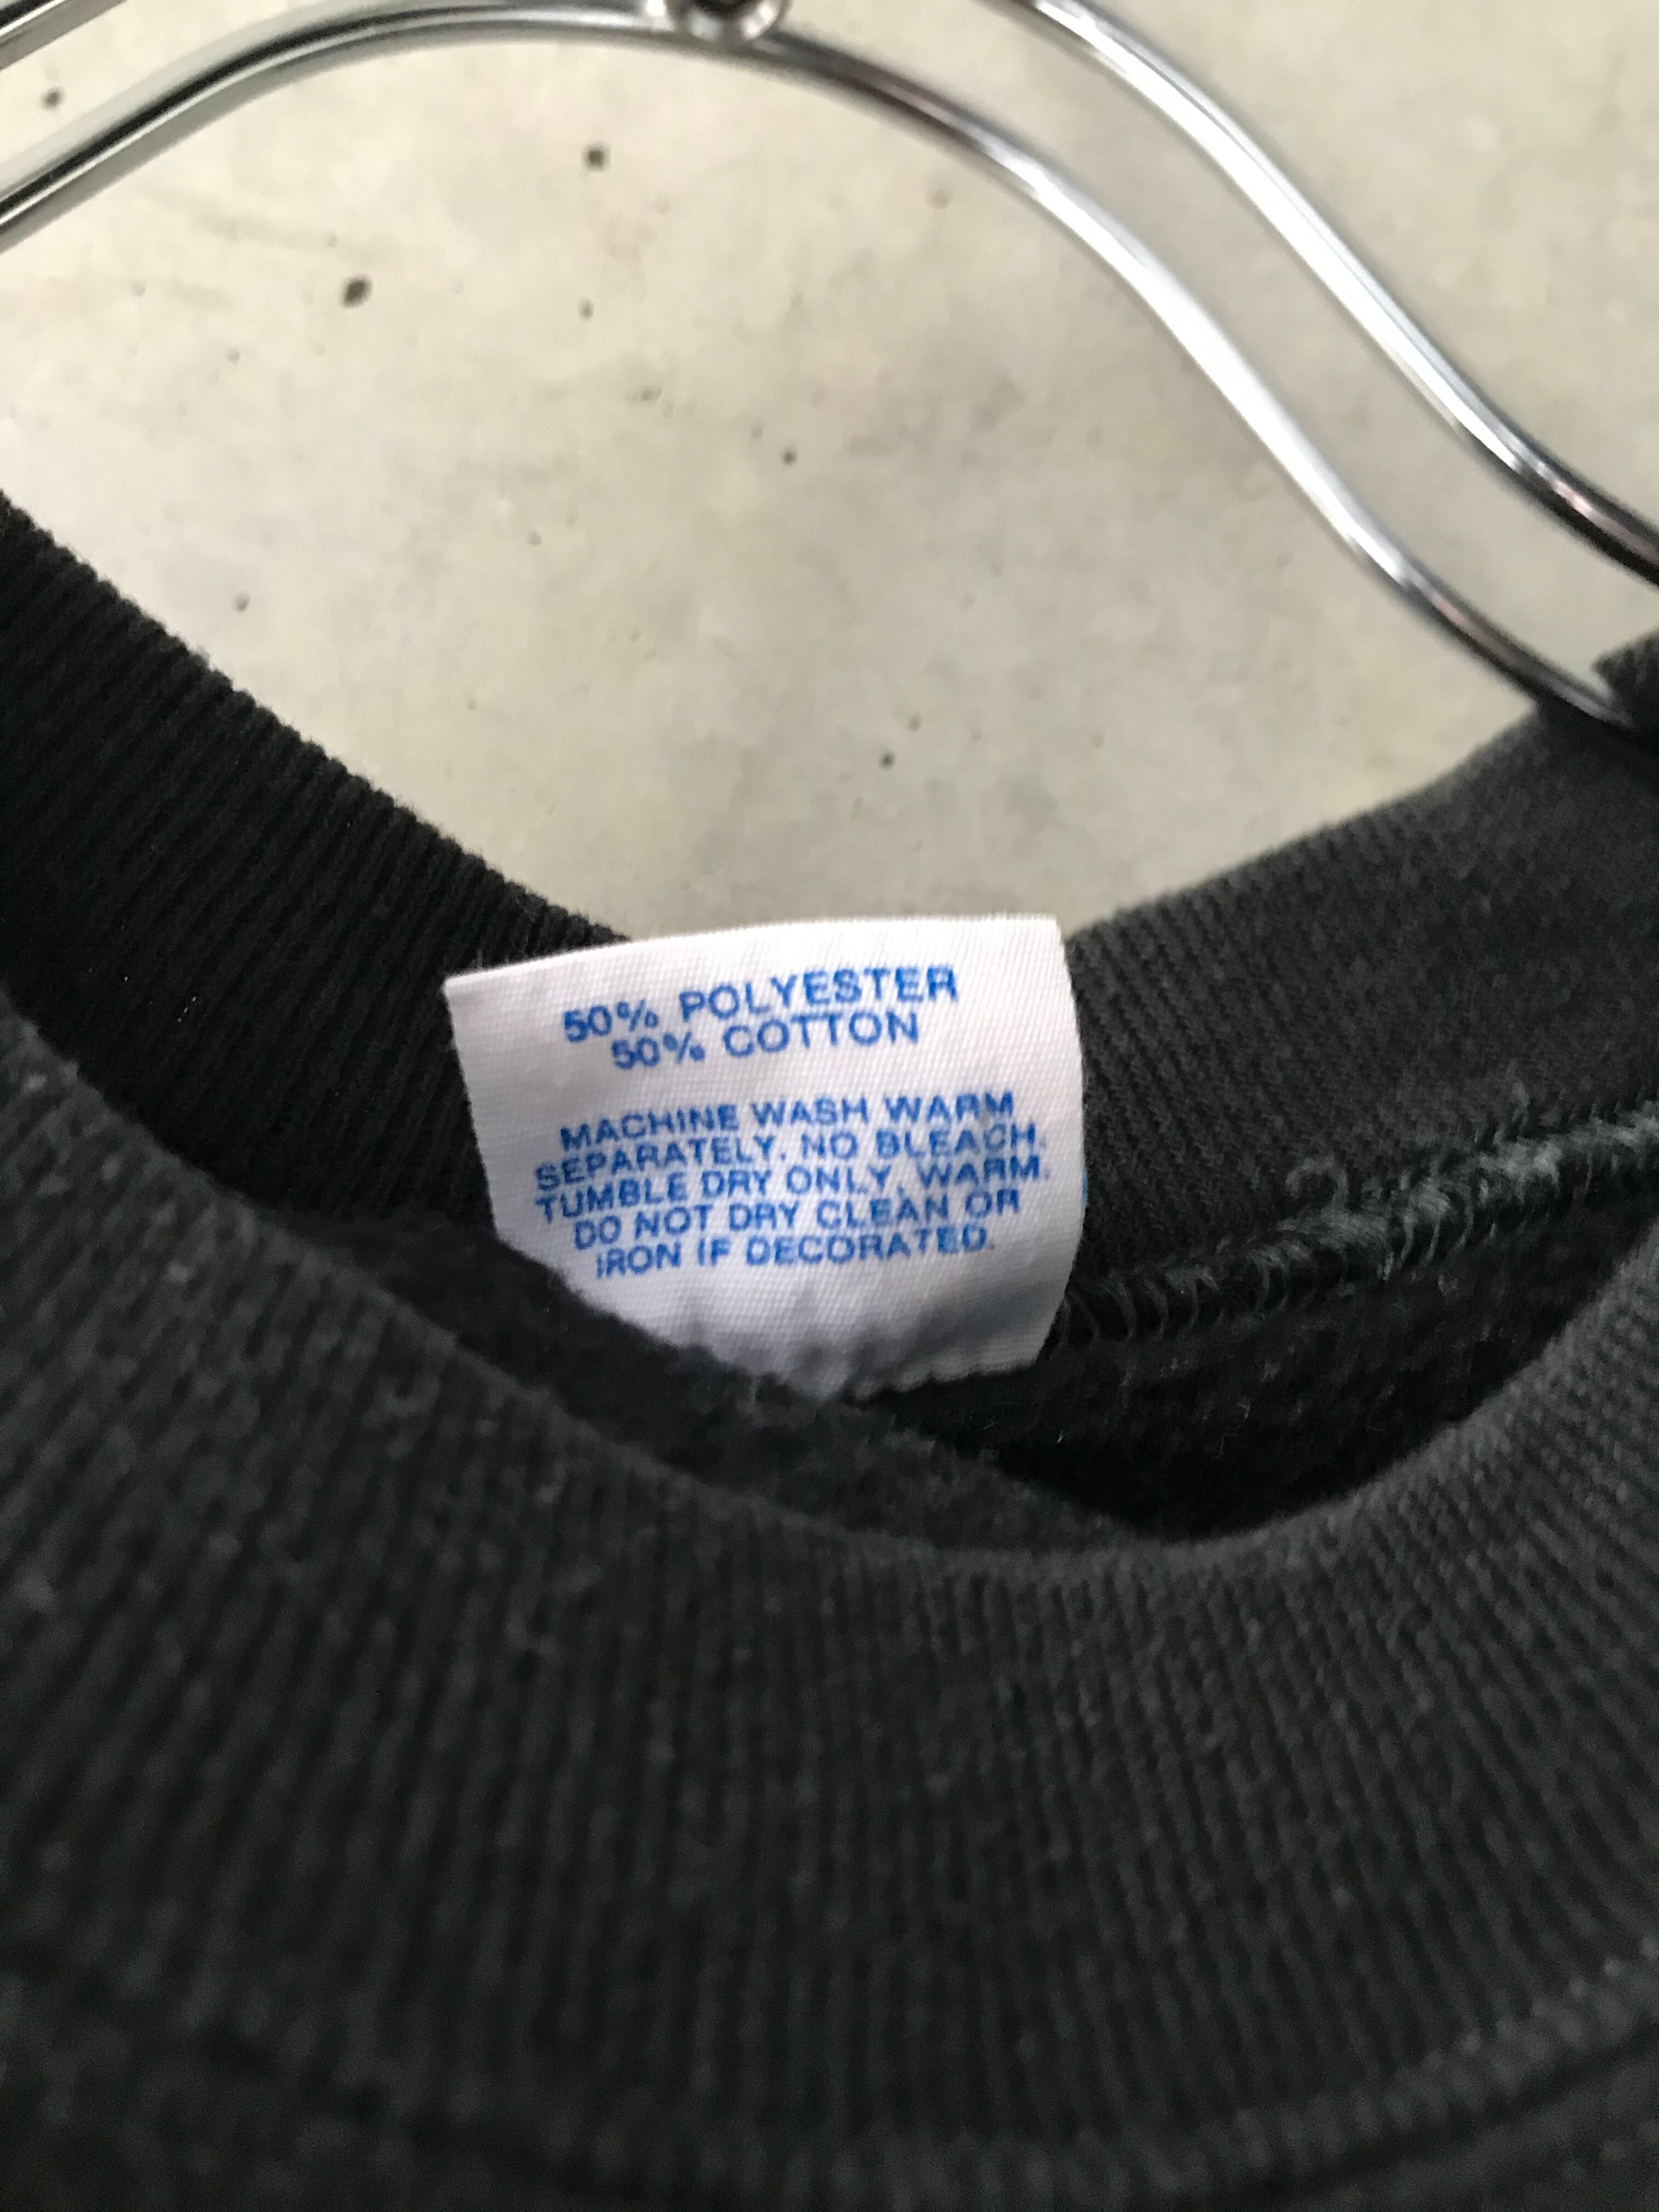 50% POLYESTER
50% COTTON
MACHINE WASH WARM
SEPARATELY. NO BLEACH.
TUMBLE DRY ONLY, WARM.
DO NOT DRY CLEAN OR
IRON IF DECORATED.